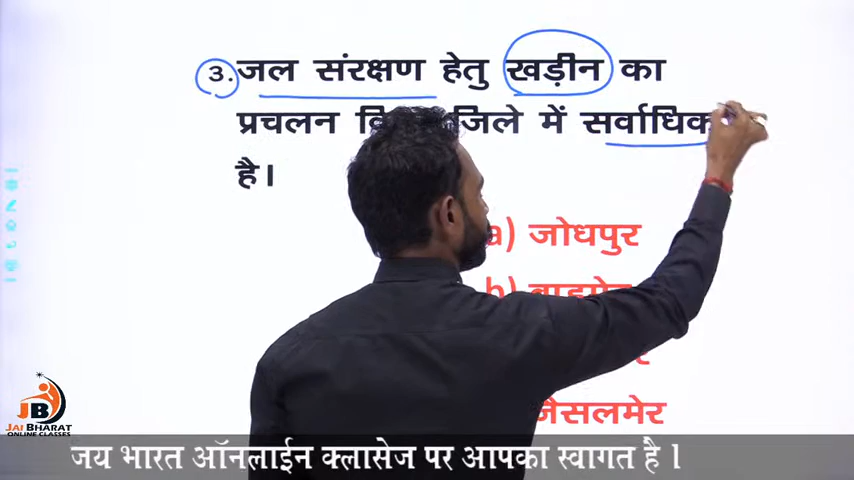 3. जल संरक्षण हेतु खड़ीन का
प्रचलन जिले में सर्वाधिक
है।
a) जोधपुर
b) बाड़मेर
जैसलमेर
JB
JAI BHARAT
ONLINE CLASSES
जय भारत ऑनलाईन क्लासेज पर आपका स्वागत है l